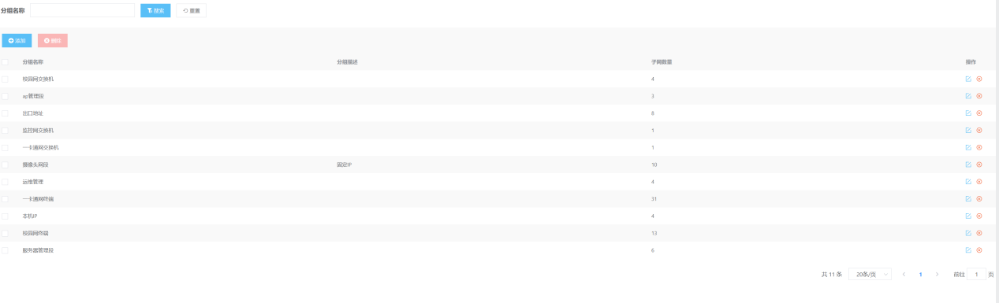 分组名称 搜索 重置
添加 删除
分组名称 分组描述 子网数量 操作
校园网交换机 4
ap管理段 3
出口地址 8
监控网交换机 1
一卡通网交换机 1
摄像头网段 固定IP 10
运维管理 4
一卡通网终端 31
本机IP 4
校园网终端 13
服务器管理段 6
共 11 条 20条/页 1 前往 1 页